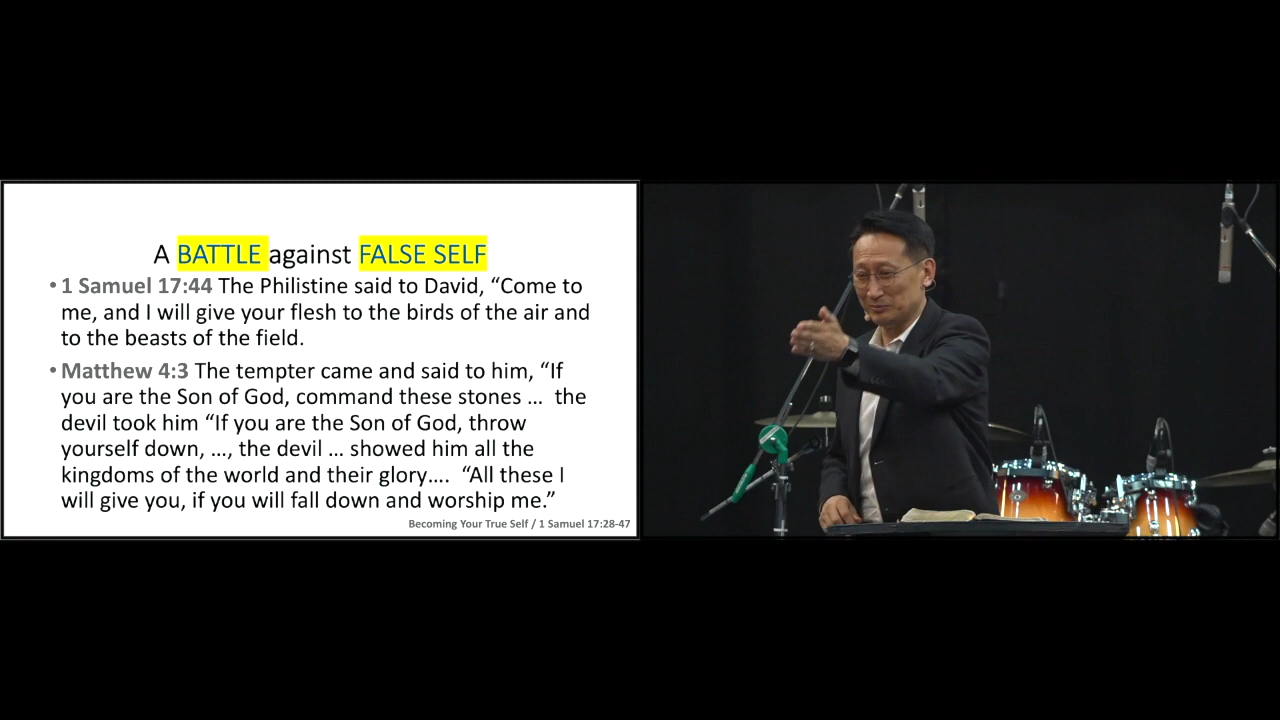 A BATTLE against FALSE SELF
• 1 Samuel 17:44 The Philistine said to David, “Come to
me, and I will give your flesh to the birds of the air and
to the beasts of the field.
• Matthew 4:3 The tempter came and said to him, “If
you are the Son of God, command these stones … the
devil took him “If you are the Son of God, throw
yourself down, …, the devil … showed him all the
kingdoms of the world and their glory…. “All these I
will give you, if you will fall down and worship me.”
Becoming Your True Self / 1 Samuel 17:28-47